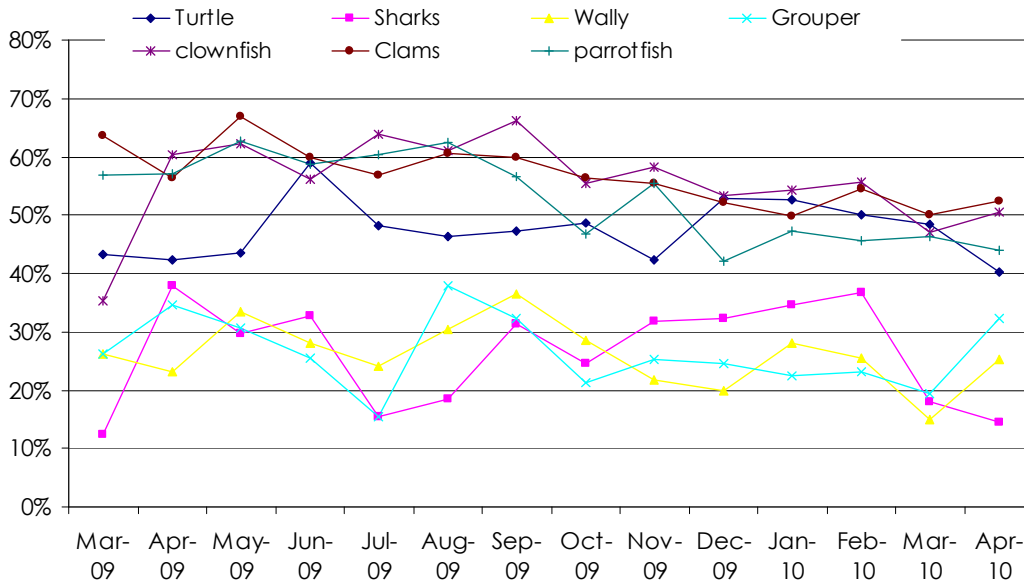 Turtle Sharks Wally Grouper
clownfish Clams parrotfish
80%
70%
60%
50%
40%
30%
20%
10%
0%
Mar- Apr- May- Jun- Jul- Aug- Sep- Oct- Nov- Dec- Jan- Feb- Mar- Apr-
09 09 09 09 09 09 09 09 09 09 10 10 10 10